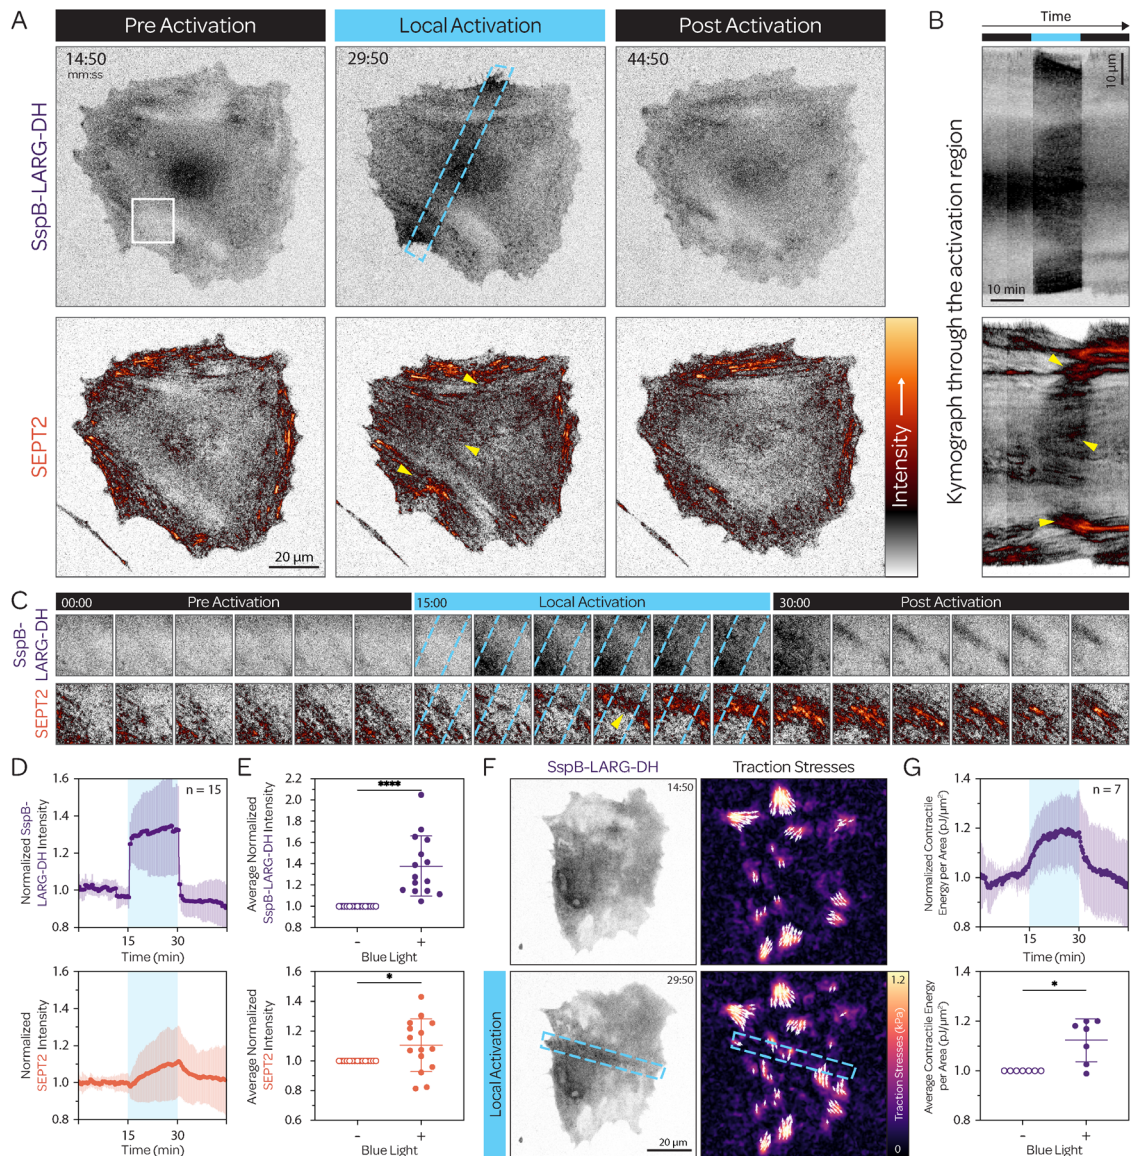 A
Pre Activation
Local Activation
Post Activation
SspB-LARG-DH
14:50
mm:ss
29:50
44:50
SEPT2
20 µm
Intensity
B
Time
Kymograph through the activation region
10 µm
10 min
C
00:00
Pre Activation
15:00
Local Activation
30:00
Post Activation
SspB-
LARG-DH
SEPT2
D
Normalized SspB-
LARG-DH Intensity
1.6
1.4
1.2
1.0
0.8
n = 15
15
30
Time (min)
Normalized
SEPT2 Intensity
1.6
1.4
1.2
1.0
0.8
15
30
Time (min)
E
Average Normalized
SspB-LARG-DH Intensity
2.2
2.0
1.8
1.6
1.4
1.2
1.0
0.8
****
-
+
Blue Light
Average Normalized
SEPT2 Intensity
1.6
1.4
1.2
1.0
0.8
0.6
*
-
+
Blue Light
F
SspB-LARG-DH
Traction Stresses
14:50
Local Activation
29:50
20 µm
1.2
Traction Stresses (kPa)
0
G
Normalized Contractile
Energy per Area (pJ/µm²)
1.4
1.2
1.0
0.8
n = 7
15
30
Time (min)
Average Contractile Energy
per Area (pJ/µm²)
1.4
1.2
1.0
0.8
*
-
+
Blue Light